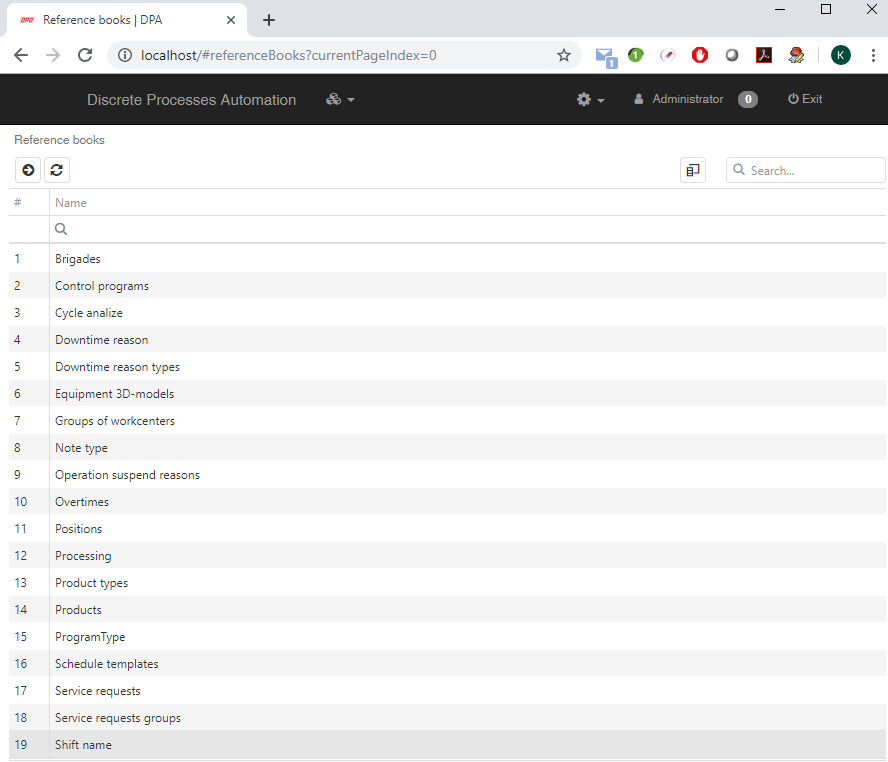 DPA Reference books | DPA
localhost/#referenceBooks?currentPageIndex=0 1 1 K
Discrete Processes Automation Administrator 0 Exit
Reference books
Search...
# Name
1 Brigades
2 Control programs
3 Cycle analize
4 Downtime reason
5 Downtime reason types
6 Equipment 3D-models
7 Groups of workcenters
8 Note type
9 Operation suspend reasons
10 Overtimes
11 Positions
12 Processing
13 Product types
14 Products
15 ProgramType
16 Schedule templates
17 Service requests
18 Service requests groups
19 Shift name